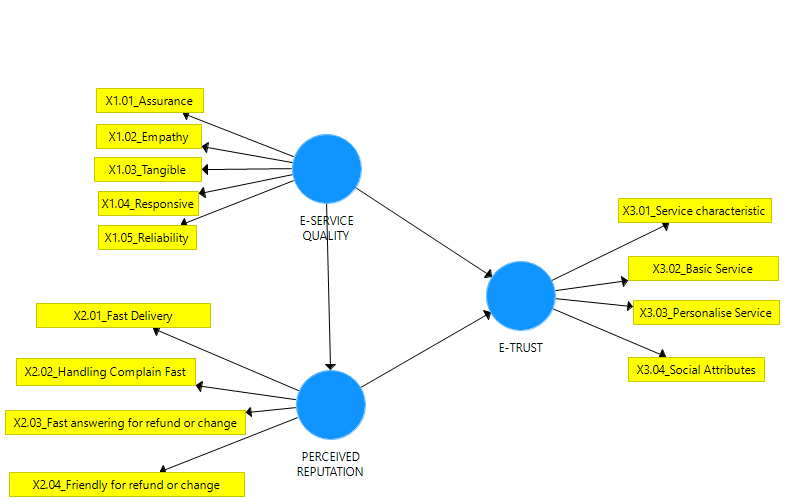 X1.01_Assurance
X1.02_Empathy
X1.03_Tangible
X1.04_Responsive
X1.05_Reliability
E-SERVICE
QUALITY
X3.01_Service characteristic
X3.02_Basic Service
X3.03_Personalise Service
X3.04_Social Attributes
E-TRUST
X2.01_Fast Delivery
X2.02_Handling Complain Fast
X2.03_Fast answering for refund or change
X2.04_Friendly for refund or change
PERCEIVED
REPUTATION